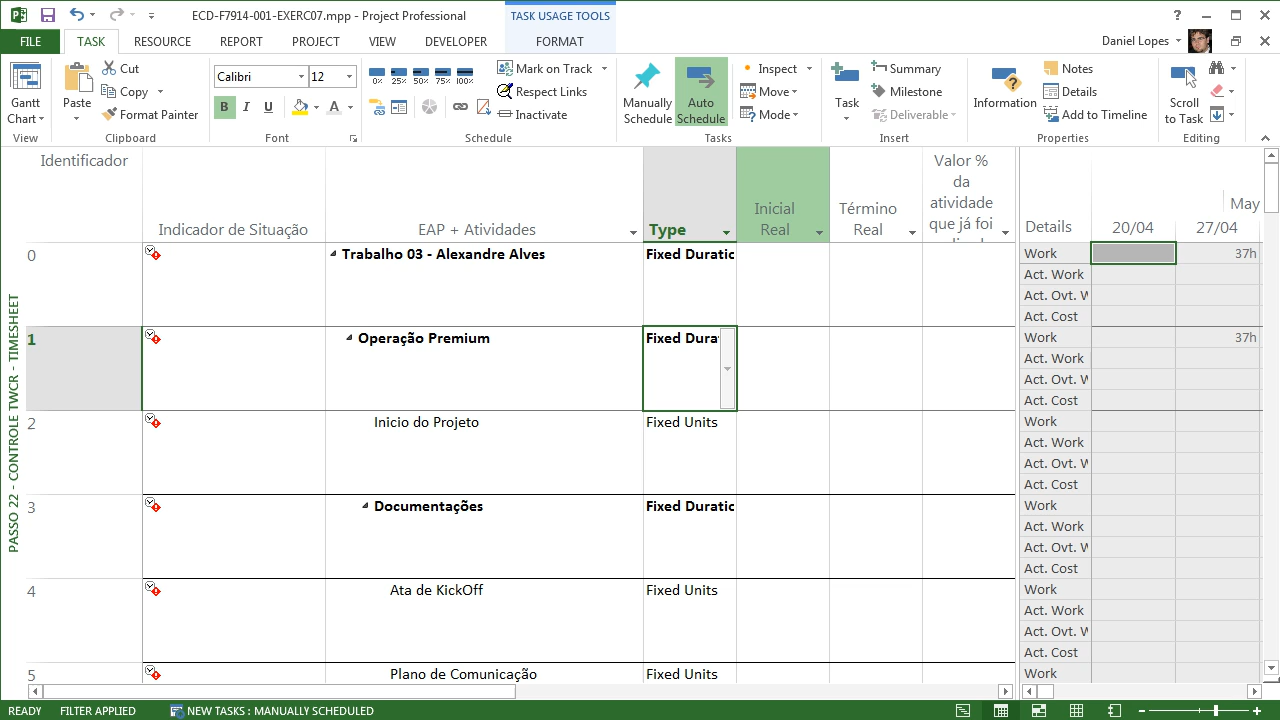 ECD-F7914-001-EXERC07.mpp - Project Professional
TASK USAGE TOOLS
FILE TASK RESOURCE REPORT PROJECT VIEW DEVELOPER FORMAT
Daniel Lopes
Gantt Chart
View
Paste
Cut
Copy
Format Painter
Clipboard
Calibri 12
B I U A
Font
0% 25% 50% 75% 100%
Mark on Track
Respect Links
Inactivate
Schedule
Manually Schedule
Auto Schedule
Inspect
Move
Mode
Tasks
Task
Summary
Milestone
Deliverable
Insert
Information
Notes
Details
Add to Timeline
Properties
Scroll to Task
Editing
PASSO 22 - CONTROLE TWCR - TIMESHEET
Identificador
Indicador de Situação
EAP + Atividades
Type
Inicial Real
Término Real
Valor % da atividade que já foi
Details
May
20/04 27/04
0 Trabalho 03 - Alexandre Alves Fixed Duratic
Work 37h
Act. Work
Act. Ovt. W
Act. Cost
1 Operação Premium Fixed Dura
Work 37h
Act. Work
Act. Ovt. W
Act. Cost
2 Inicio do Projeto Fixed Units
Work
Act. Work
Act. Ovt. W
Act. Cost
3 Documentações Fixed Duratic
Work
Act. Work
Act. Ovt. W
Act. Cost
4 Ata de KickOff Fixed Units
Work
Act. Work
Act. Ovt. W
Act. Cost
5 Plano de Comunicação Fixed Units
Work
READY FILTER APPLIED NEW TASKS : MANUALLY SCHEDULED